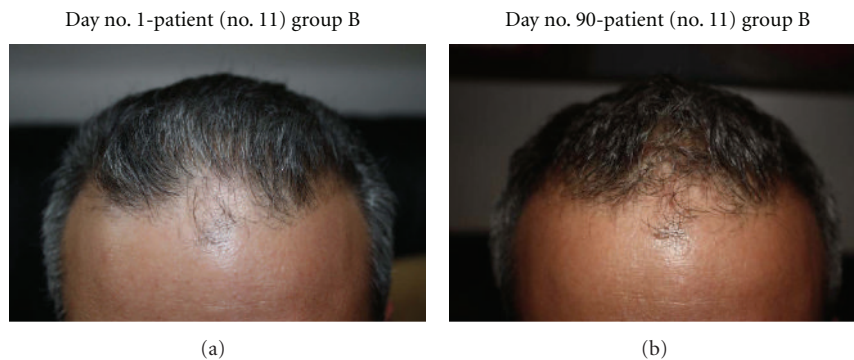 Day no. 1-patient (no. 11) group B
Day no. 90-patient (no. 11) group B
(a)
(b)